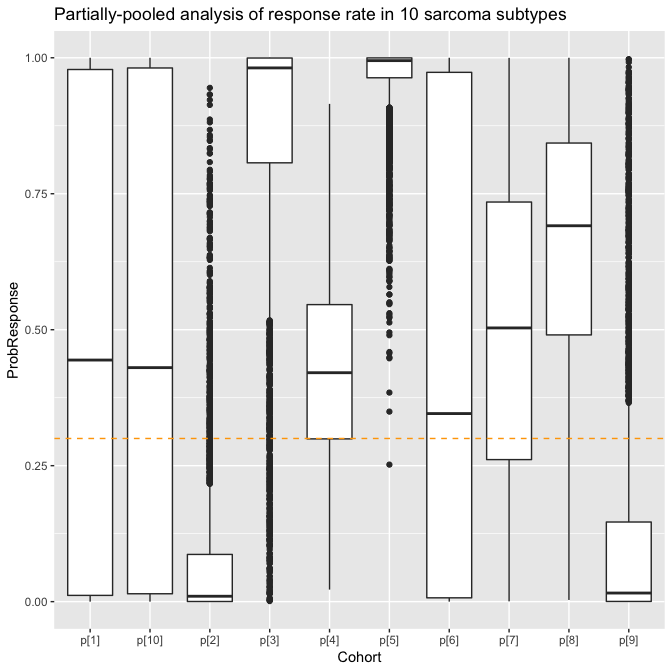 Partially-pooled analysis of response rate in 10 sarcoma subtypes
ProbResponse
1.00
0.75
0.50
0.25
0.00
p[1] p[10] p[2] p[3] p[4] p[5] p[6] p[7] p[8] p[9]
Cohort